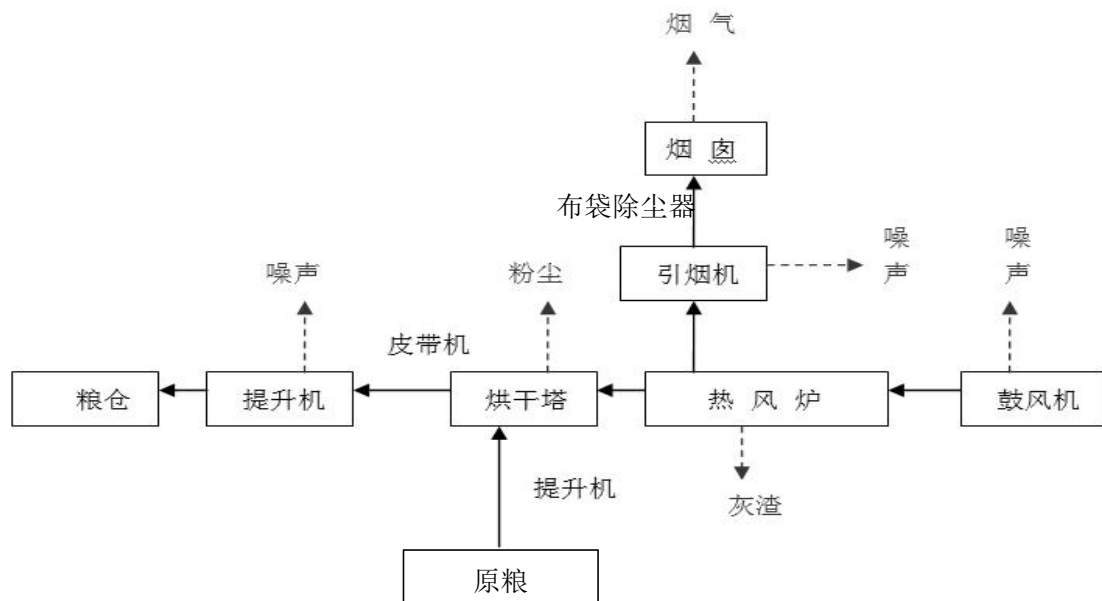 烟 气
烟 囱
布袋除尘器
引烟机
噪
声
噪
声
噪声
粉尘
皮带机
粮仓
提升机
烘干塔
热 风 炉
鼓风机
提升机
灰渣
原粮